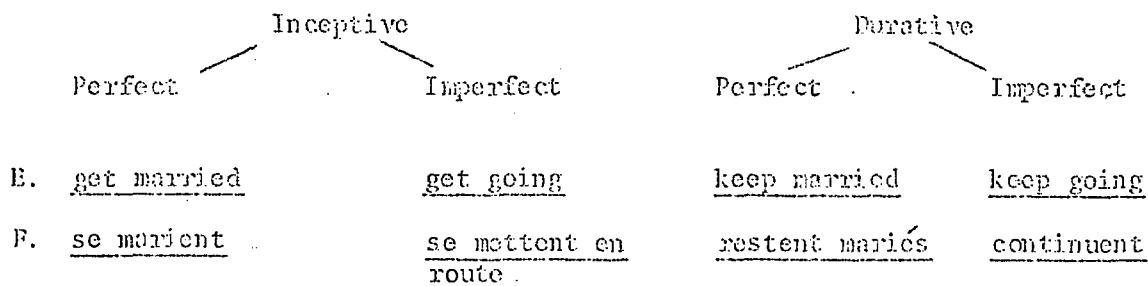 Inceptive Durative
Perfect Imperfect Perfect Imperfect
E. get married get going keep married keep going
F. se marient se mettent en restent mariés continuent
route